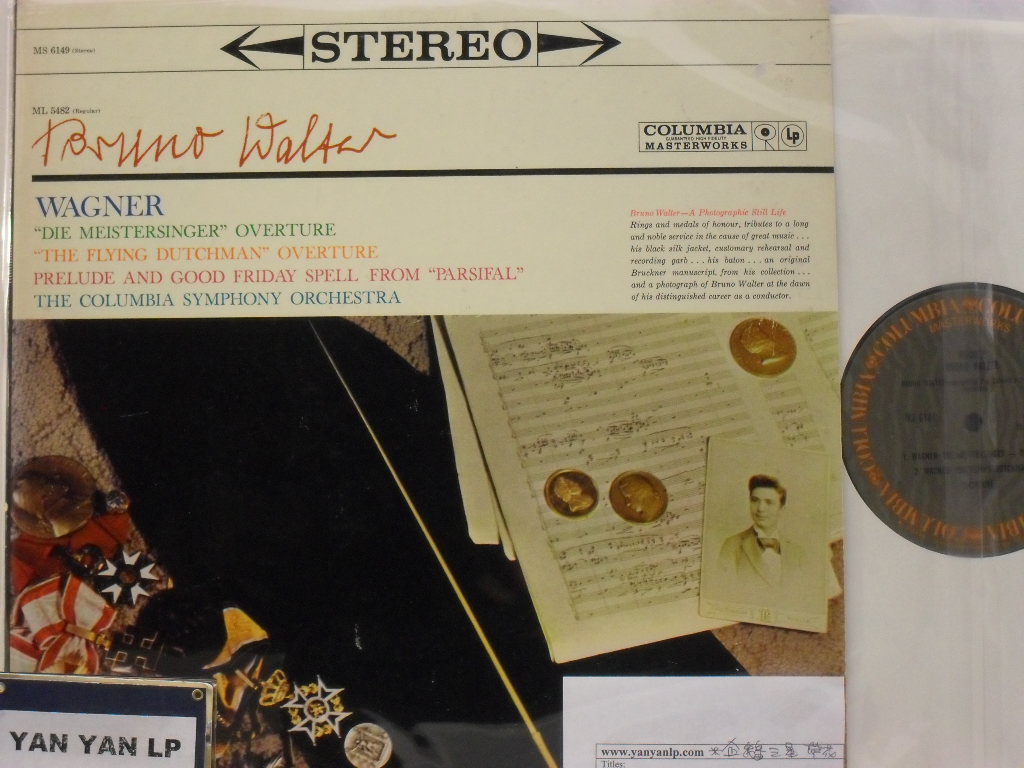 MS 6149 (Stereo)
STEREO
ML 5482 (Regular)
Bruno Walter
COLUMBIA
GUARANTEED HIGH FIDELITY
MASTERWORKS
Lp
WAGNER
"DIE MEISTERSINGER" OVERTURE
"THE FLYING DUTCHMAN" OVERTURE
PRELUDE AND GOOD FRIDAY SPELL FROM "PARSIFAL"
THE COLUMBIA SYMPHONY ORCHESTRA
Bruno Walter—A Photographic Still Life
Rings and medals of honour, tributes to a long
and noble service in the cause of great music . . .
his black silk jacket, customary rehearsal and
recording garb . . . his baton . . . an original
Bruckner manuscript from his collection . . .
and a photograph of Bruno Walter at the dawn
of his distinguished career as a conductor.
COLUMBIA
YAN YAN LP
www.yanyanlp.com
Titles: